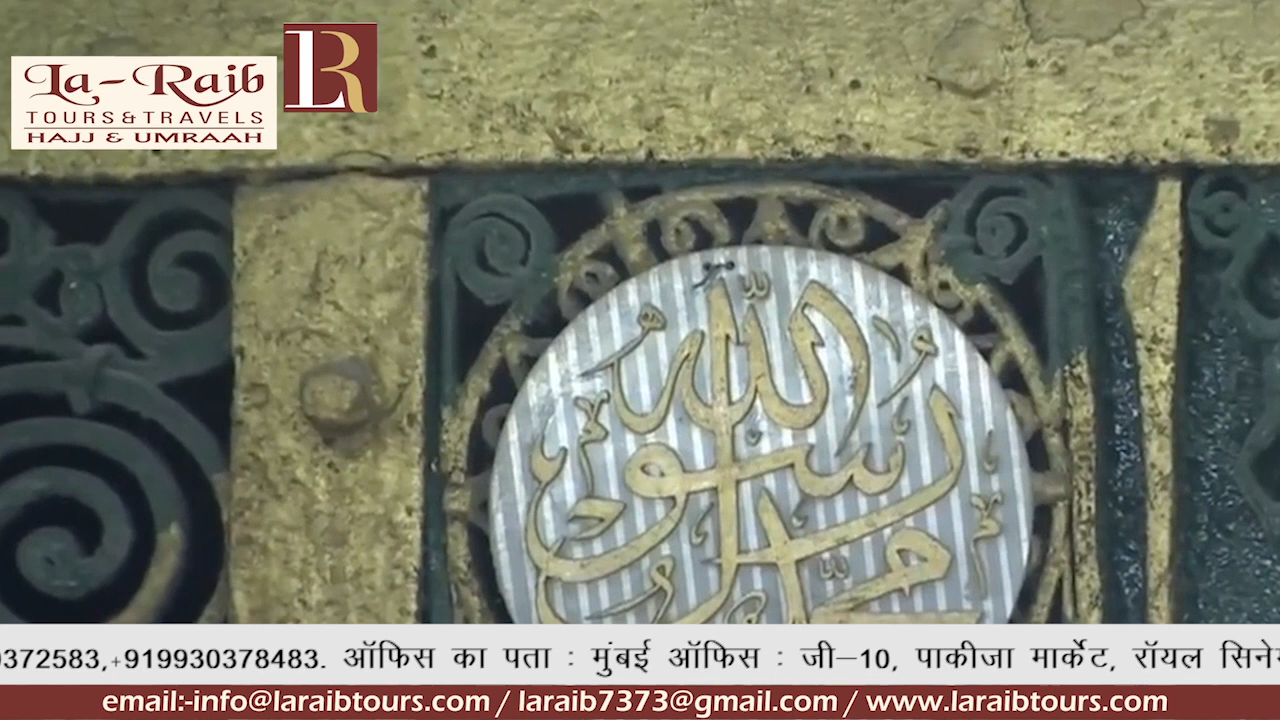 La-Raib
TOURS & TRAVELS
HAJJ & UMRAAH
LR
الله
رسول
محمد
0372583,+919930378483. ऑफिस का पता : मुंबई ऑफिस : जी–10, पाकीजा मार्केट, रॉयल सिने
email:-info@laraibtours.com / laraib7373@gmail.com / www.laraibtours.com